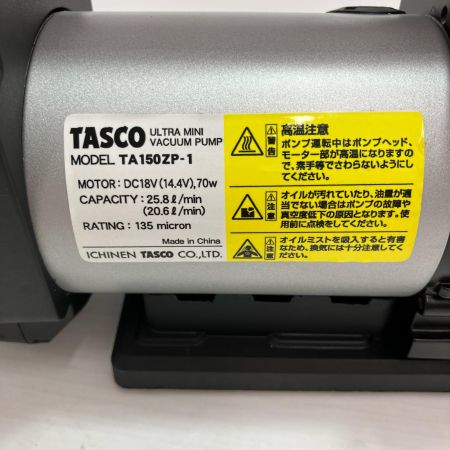 TASCO ULTRA MINI VACUUM PUMP
MODEL TA150ZP-1
MOTOR: DC18V(14.4V),70w
CAPACITY: 25.8ℓ/min
(20.6ℓ/min)
RATING: 135 micron
Made in China
ICHINEN TASCO CO.,LTD.
警告
高温注意
ポンプ運転中はポンプヘッド、
モーター部が高温になりますの
で、素手等でさわらないようにし
てください。
注意
オイルが汚れていたり、油量が適
当でない場合はポンプの故障や
真空度低下の原因となります。使
用前に点検をしてください。
注意
オイルミストを吸入すると有害
なため、換気には十分注意してく
ださい。